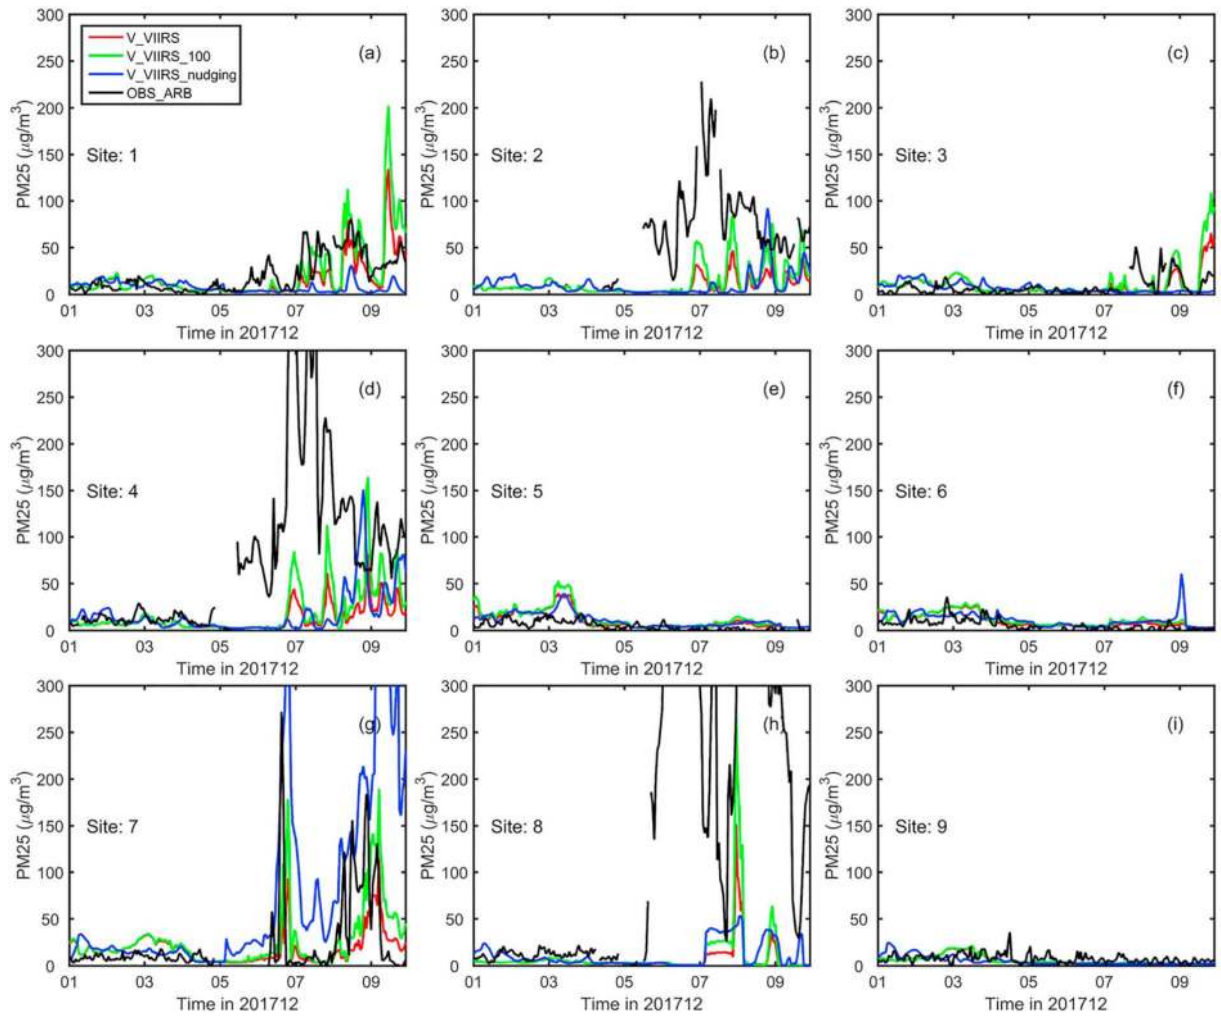 300
250
200
150
100
50
0
PM25 (μg/m³)
V_VIIRS
V_VIIRS_100
V_VIIRS_nudging
OBS_ARB
(a)
Site: 1
01 03 05 07 09
Time in 201712
300
250
200
150
100
50
0
PM25 (μg/m³)
(b)
Site: 2
01 03 05 07 09
Time in 201712
300
250
200
150
100
50
0
PM25 (μg/m³)
(c)
Site: 3
01 03 05 07 09
Time in 201712
300
250
200
150
100
50
0
PM25 (μg/m³)
(d)
Site: 4
01 03 05 07 09
Time in 201712
300
250
200
150
100
50
0
PM25 (μg/m³)
(e)
Site: 5
01 03 05 07 09
Time in 201712
300
250
200
150
100
50
0
PM25 (μg/m³)
(f)
Site: 6
01 03 05 07 09
Time in 201712
300
250
200
150
100
50
0
PM25 (μg/m³)
(g)
Site: 7
01 03 05 07 09
Time in 201712
300
250
200
150
100
50
0
PM25 (μg/m³)
(h)
Site: 8
01 03 05 07 09
Time in 201712
300
250
200
150
100
50
0
PM25 (μg/m³)
(i)
Site: 9
01 03 05 07 09
Time in 201712